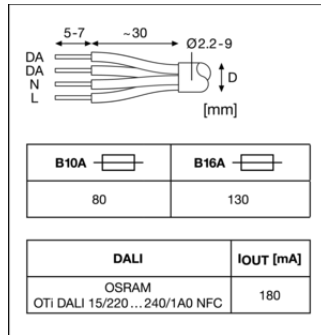 5-7 ~30
Ø2.2-9
DA
DA
N
L
D
[mm]
B10A B16A
80 130
DALI IOUT [mA]
OSRAM
OTi DALI 15/220...240/1A0 NFC 180